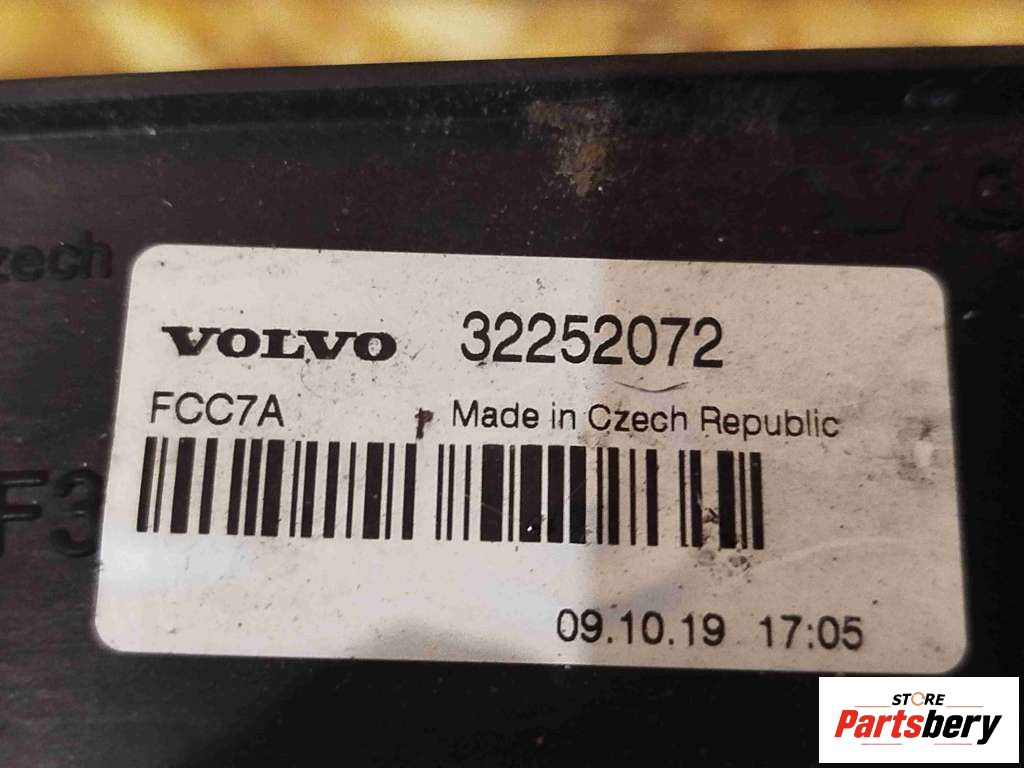 zech
VOLVO 32252072
FCC7A Made in Czech Republic
F3
09.10.19 17:05
STORE
Partsbery